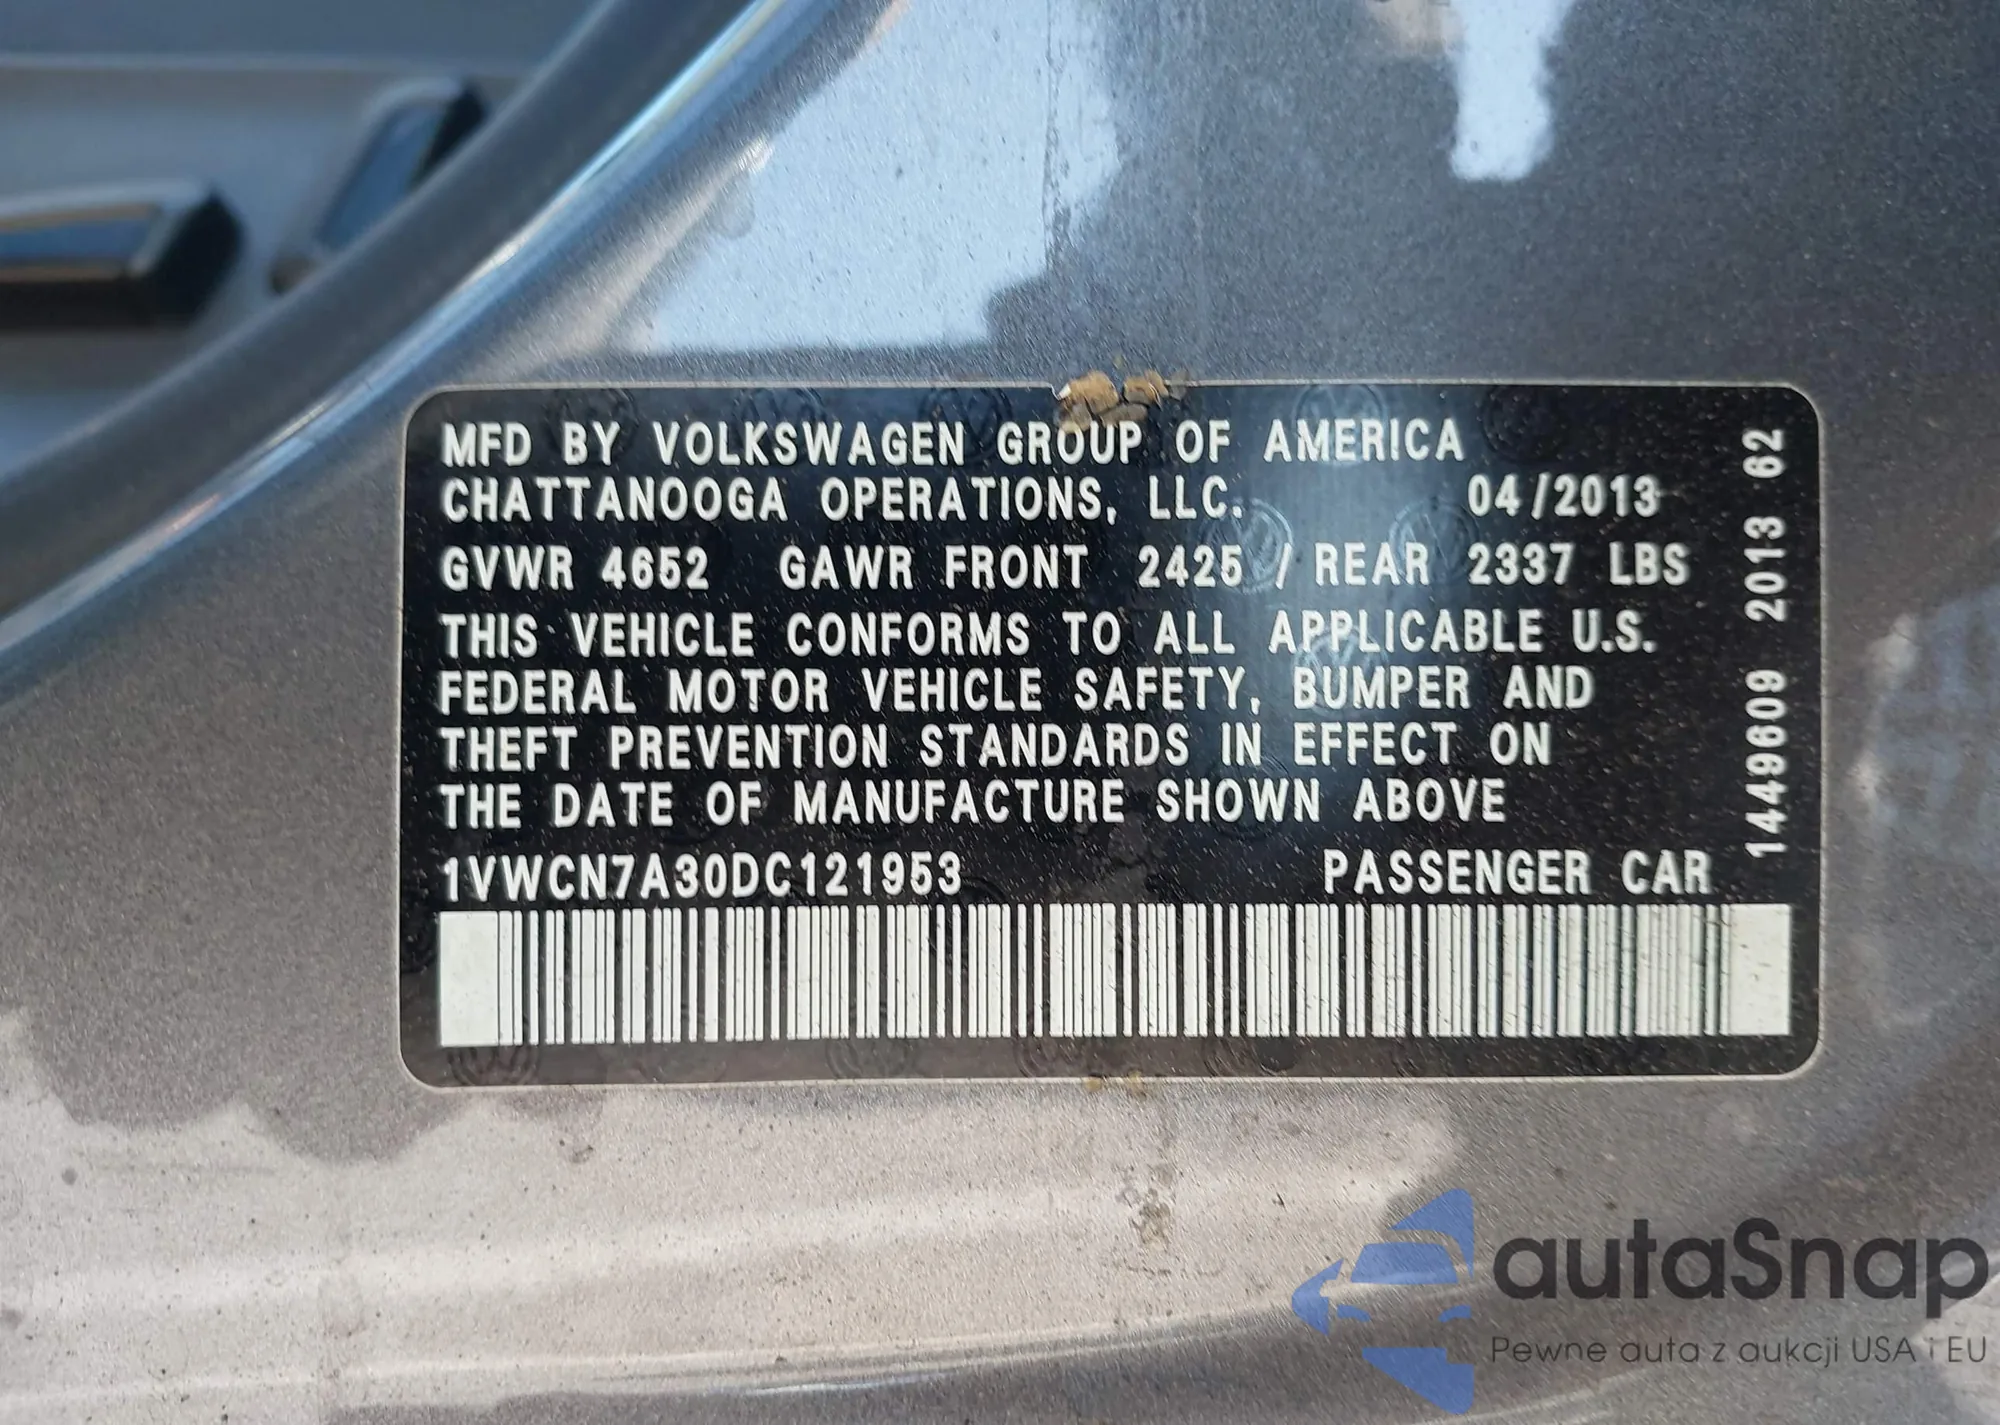 MFD BY VOLKSWAGEN GROUP OF AMERICA
CHATTANOOGA OPERATIONS, LLC. 04/2013
GVWR 4652 GAWR FRONT 2425 / REAR 2337 LBS
THIS VEHICLE CONFORMS TO ALL APPLICABLE U.S.
FEDERAL MOTOR VEHICLE SAFETY, BUMPER AND
THEFT PREVENTION STANDARDS IN EFFECT ON
THE DATE OF MANUFACTURE SHOWN ABOVE
1VWCN7A30DC121953 PASSENGER CAR
1449609 2013 62
autaSnap
Pewne auta z aukcji USA i EU